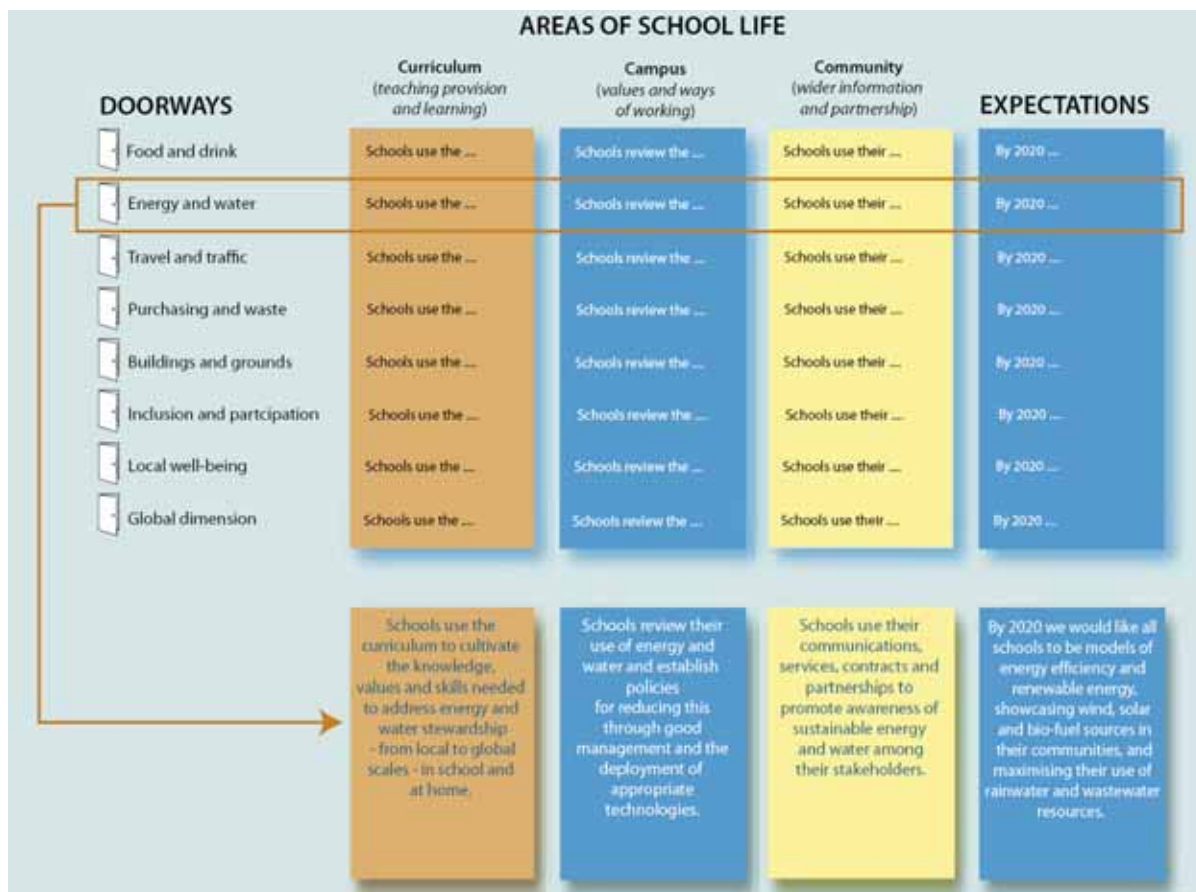 AREAS OF SCHOOL LIFE
DOORWAYS
Curriculum
(teaching provision
and learning)
Campus
(values and ways
of working)
Community
(wider information
and partnership)
EXPECTATIONS
Food and drink
Schools use the ...
Schools review the ...
Schools use their ...
By 2020 ...
Energy and water
Schools use the ...
Schools review the ...
Schools use their ...
By 2020 ...
Travel and traffic
Schools use the ...
Schools review the ...
Schools use their ...
By 2020 ...
Purchasing and waste
Schools use the ...
Schools review the ...
Schools use their ...
By 2020 ...
Buildings and grounds
Schools use the ...
Schools review the ...
Schools use their ...
By 2020 ...
Inclusion and partcipation
Schools use the ...
Schools review the ...
Schools use their ...
By 2020 ...
Local well-being
Schools use the ...
Schools review the ...
Schools use their ...
By 2020 ...
Global dimension
Schools use the ...
Schools review the ...
Schools use their ...
By 2020 ...
Schools use the
curriculum to cultivate
the knowledge,
values and skills needed
to address energy and
water stewardship
- from local to global
scales - in school and
at home.
Schools review their
use of energy and
water and establish
policies
for reducing this
through good
management and the
deployment of
appropriate
technologies.
Schools use their
communications,
services, contracts and
partnerships to
promote awareness of
sustainable energy
and water among
their stakeholders.
By 2020 we would like all
schools to be models of
energy efficiency and
renewable energy,
showcasing wind, solar
and bio-fuel sources in
their communities, and
maximising their use of
rainwater and wastewater
resources.